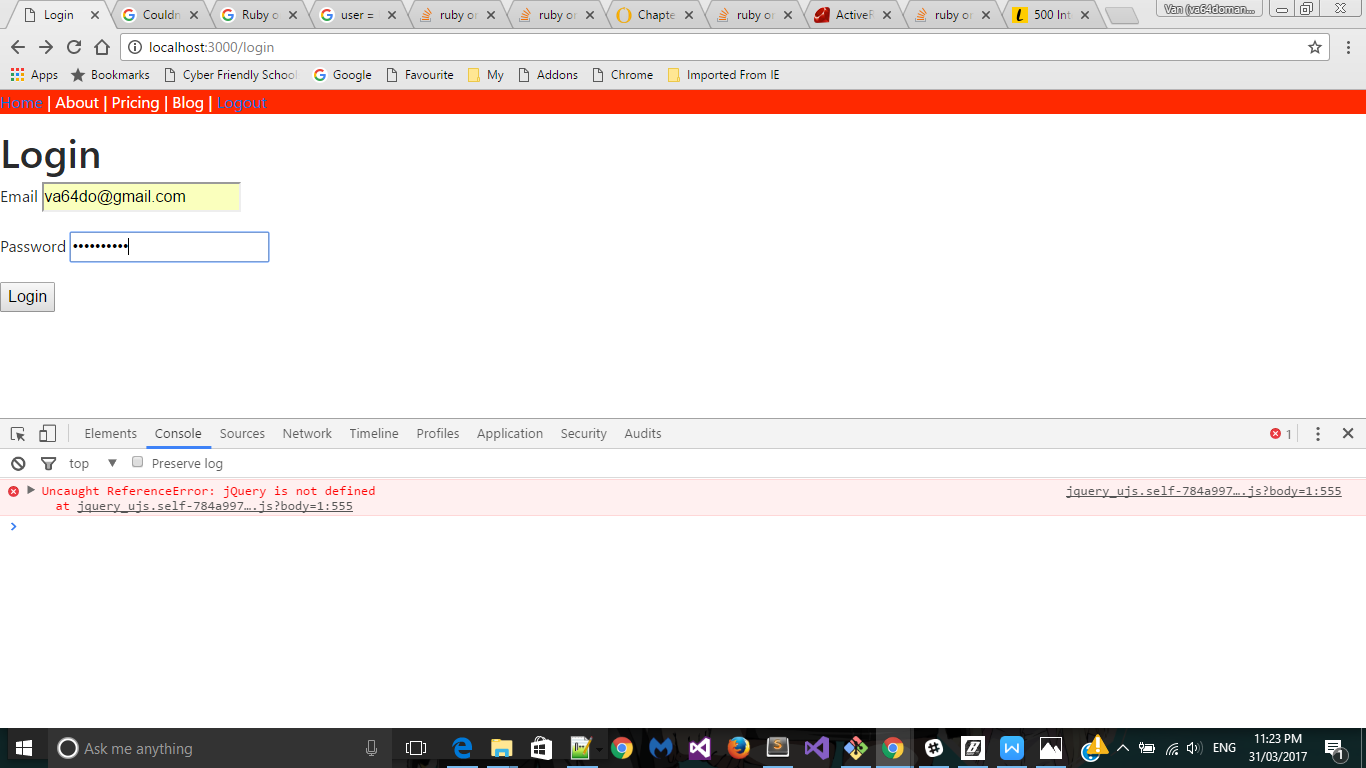 Login
Couldn
Ruby o
user =
ruby or
ruby or
Chapte
ruby or
ActiveR
ruby or
500 Int
Van (va64doman...
localhost:3000/login
Apps Bookmarks Cyber Friendly School Google Favourite My Addons Chrome Imported From IE
Home | About | Pricing | Blog | Logout
Login
Email va64do@gmail.com
Password ••••••••••
Login
Elements Console Sources Network Timeline Profiles Application Security Audits 1
top Preserve log
Uncaught ReferenceError: jQuery is not defined jquery_ujs.self-784a997….js?body=1:555
at jquery_ujs.self-784a997….js?body=1:555
Ask me anything
ENG
11:23 PM
31/03/2017
1